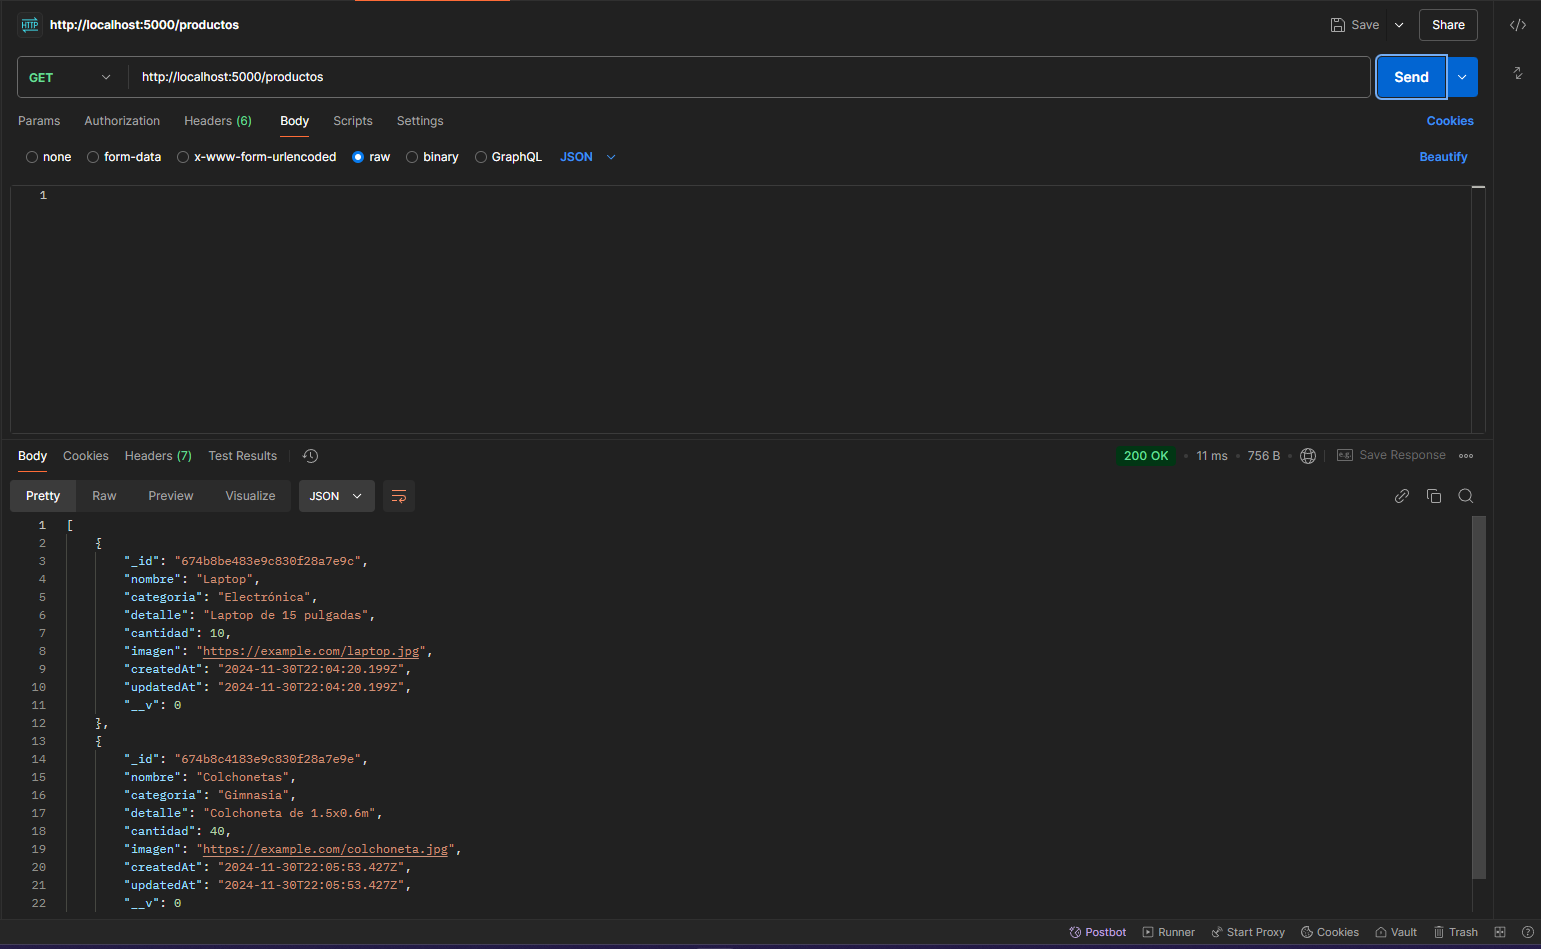 HTTP http://localhost:5000/productos Save Share
GET http://localhost:5000/productos Send
Params Authorization Headers (6) Body Scripts Settings Cookies
none form-data x-www-form-urlencoded raw binary GraphQL JSON Beautify
1
Body Cookies Headers (7) Test Results 200 OK 11 ms 756 B e.g. Save Response
Pretty Raw Preview Visualize JSON
1 [
2 {
3 "_id": "674b8be483e9c830f28a7e9c",
4 "nombre": "Laptop",
5 "categoria": "Electrónica",
6 "detalle": "Laptop de 15 pulgadas",
7 "cantidad": 10,
8 "imagen": "https://example.com/laptop.jpg",
9 "createdAt": "2024-11-30T22:04:20.199Z",
10 "updatedAt": "2024-11-30T22:04:20.199Z",
11 "__v": 0
12 },
13 {
14 "_id": "674b8c4183e9c830f28a7e9e",
15 "nombre": "Colchonetas",
16 "categoria": "Gimnasia",
17 "detalle": "Colchoneta de 1.5x0.6m",
18 "cantidad": 40,
19 "imagen": "https://example.com/colchoneta.jpg",
20 "createdAt": "2024-11-30T22:05:53.427Z",
21 "updatedAt": "2024-11-30T22:05:53.427Z",
22 "__v": 0
Postbot Runner Start Proxy Cookies Vault Trash